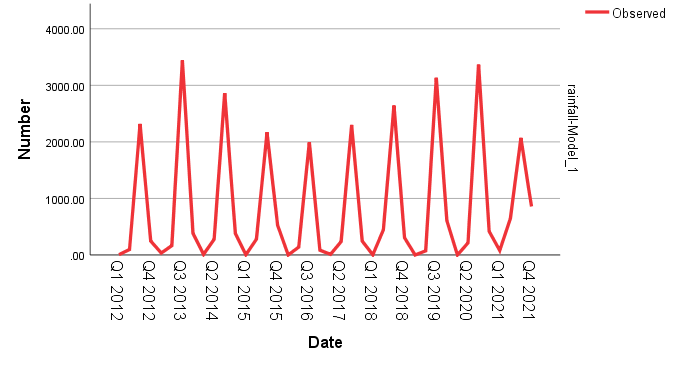 Observed
4000.00
3000.00
2000.00
1000.00
.00
Number
rainfall-Model_1
Q1 2012
Q4 2012
Q3 2013
Q2 2014
Q1 2015
Q4 2015
Q3 2016
Q2 2017
Q1 2018
Q4 2018
Q3 2019
Q2 2020
Q1 2021
Q4 2021
Date